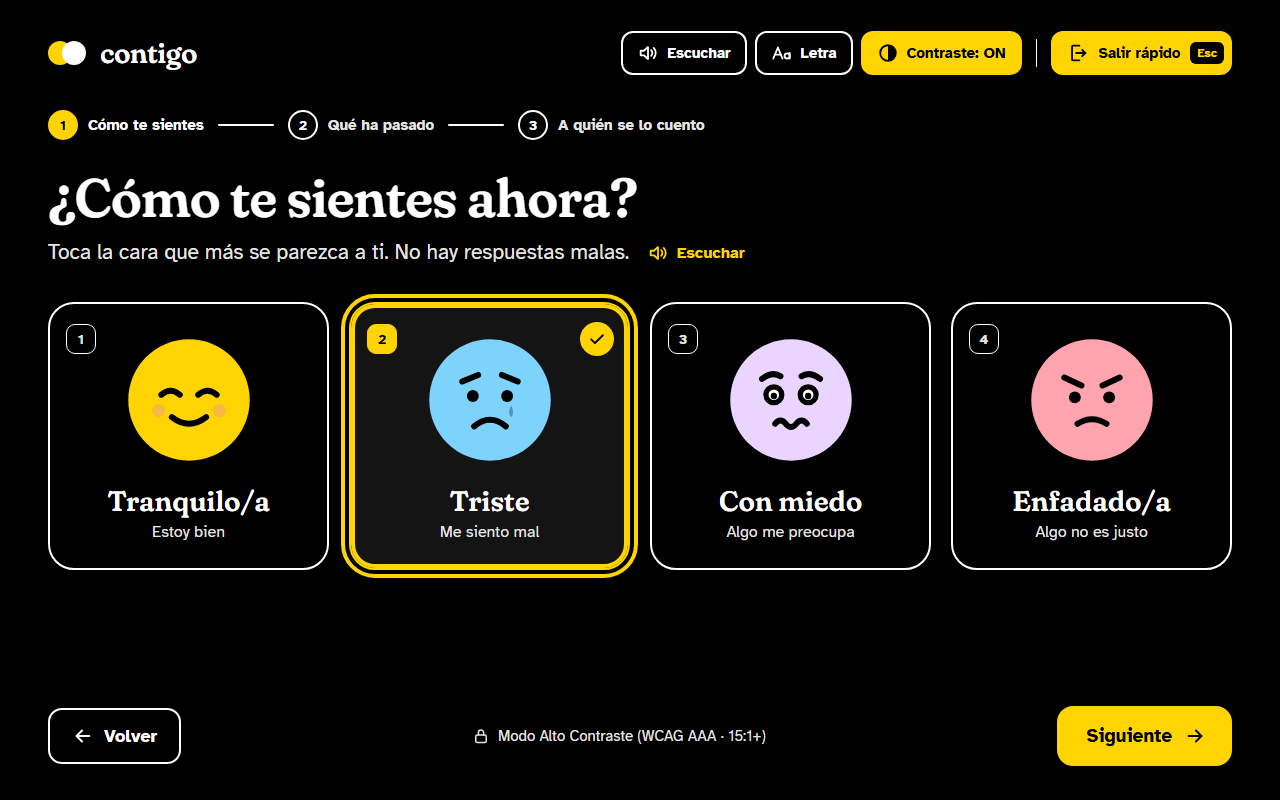 contigo
Escuchar
Letra
Contraste: ON
Salir rápido Esc
1 Cómo te sientes
2 Qué ha pasado
3 A quién se lo cuento
¿Cómo te sientes ahora?
Toca la cara que más se parezca a ti. No hay respuestas malas.
Escuchar
1
Tranquilo/a
Estoy bien
2
Triste
Me siento mal
3
Con miedo
Algo me preocupa
4
Enfadado/a
Algo no es justo
Volver
Modo Alto Contraste (WCAG AAA · 15:1+)
Siguiente